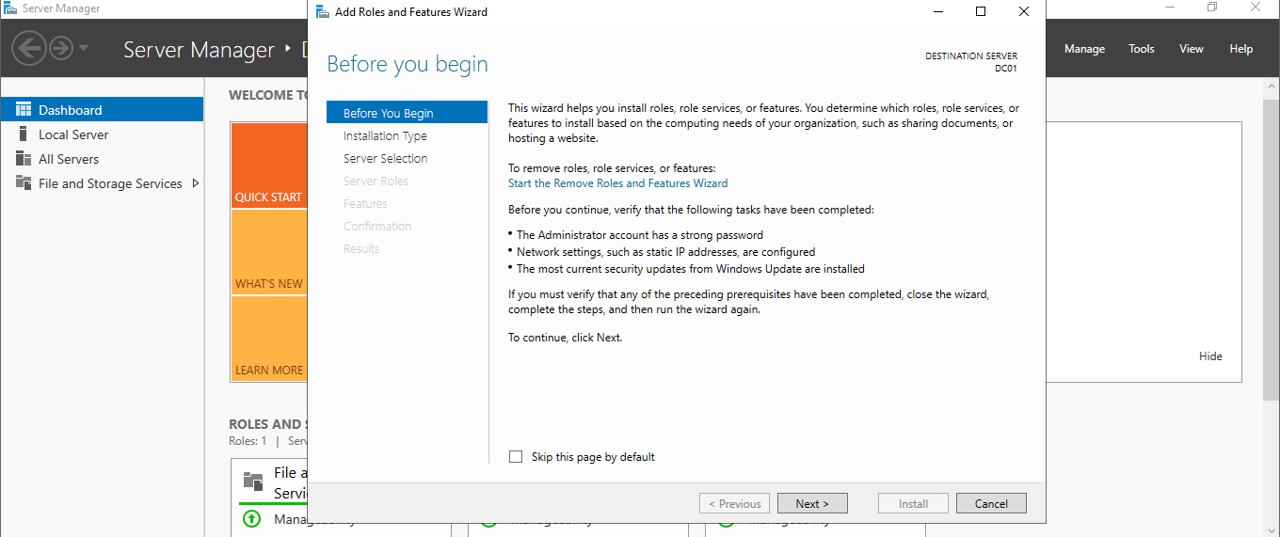 Server Manager
Add Roles and Features Wizard
Server Manager
Manage Tools View Help
Before you begin
DESTINATION SERVER
DC01
Dashboard
Local Server
All Servers
File and Storage Services
WELCOME TO
QUICK START
WHAT'S NEW
LEARN MORE
Before You Begin
Installation Type
Server Selection
Server Roles
Features
Confirmation
Results
This wizard helps you install roles, role services, or features. You determine which roles, role services, or
features to install based on the computing needs of your organization, such as sharing documents, or
hosting a website.
To remove roles, role services, or features:
Start the Remove Roles and Features Wizard
Before you continue, verify that the following tasks have been completed:
• The Administrator account has a strong password
• Network settings, such as static IP addresses, are configured
• The most current security updates from Windows Update are installed
If you must verify that any of the preceding prerequisites have been completed, close the wizard,
complete the steps, and then run the wizard again.
To continue, click Next.
Hide
Skip this page by default
< Previous Next > Install Cancel
ROLES AND
Roles: 1 |
File
Manageability
Manageability
Manageability